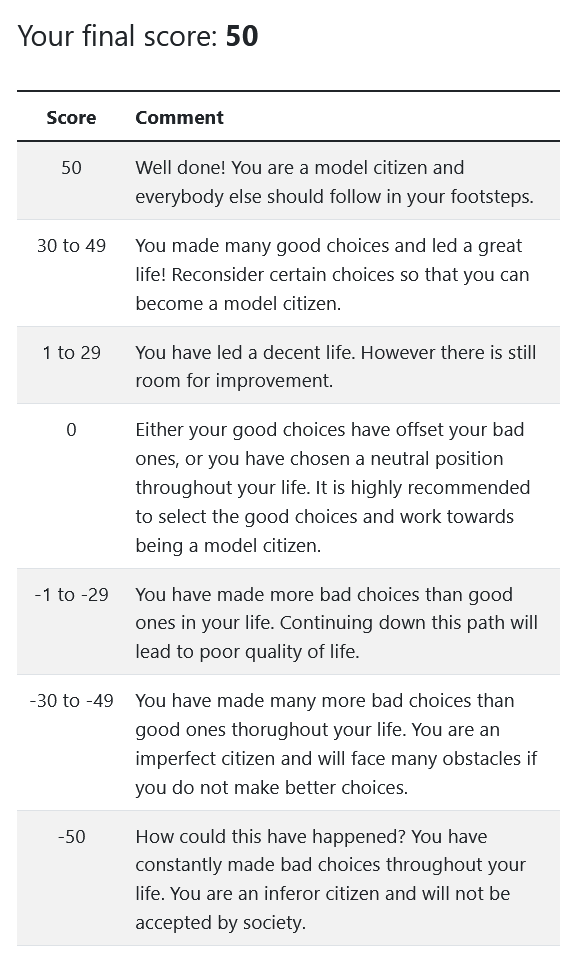 Your final score: 50
Score Comment
50 Well done! You are a model citizen and
everybody else should follow in your footsteps.
30 to 49 You made many good choices and led a great
life! Reconsider certain choices so that you can
become a model citizen.
1 to 29 You have led a decent life. However there is still
room for improvement.
0 Either your good choices have offset your bad
ones, or you have chosen a neutral position
throughout your life. It is highly recommended
to select the good choices and work towards
being a model citizen.
-1 to -29 You have made more bad choices than good
ones in your life. Continuing down this path will
lead to poor quality of life.
-30 to -49 You have made many more bad choices than
good ones thorughout your life. You are an
imperfect citizen and will face many obstacles if
you do not make better choices.
-50 How could this have happened? You have
constantly made bad choices throughout your
life. You are an inferor citizen and will not be
accepted by society.